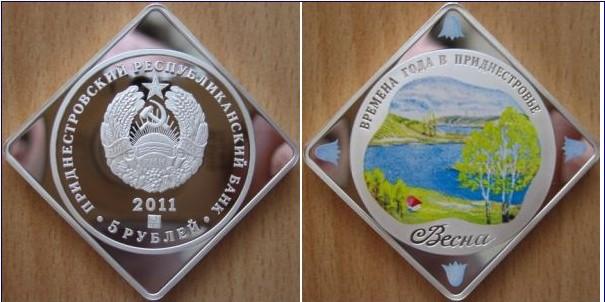 ПРИДНЕСТРОВСКИЙ РЕСПУБЛИКАНСКИЙ БАНК
2011
• 5 РУБЛЕЙ •
ВРЕМЕНА ГОДА В ПРИДНЕСТРОВЬЕ
Весна